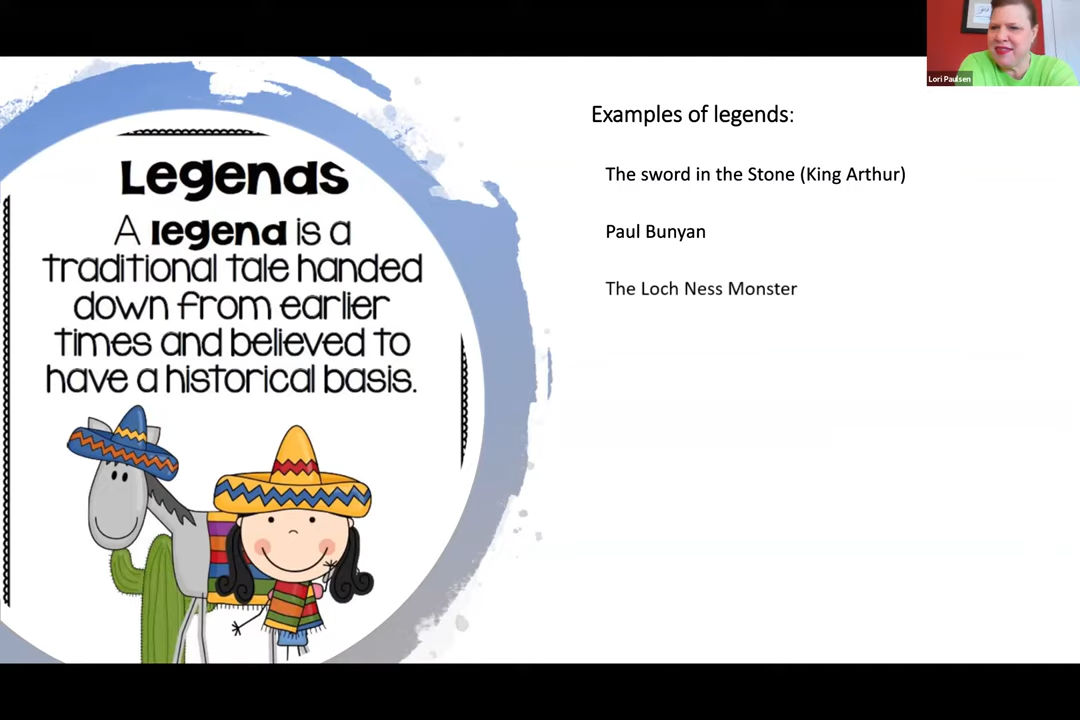 Legends
A legend is a
traditional tale handed
down from earlier
times and believed to
have a historical basis.
Examples of legends:
The sword in the Stone (King Arthur)
Paul Bunyan
The Loch Ness Monster
Lori Paulsen